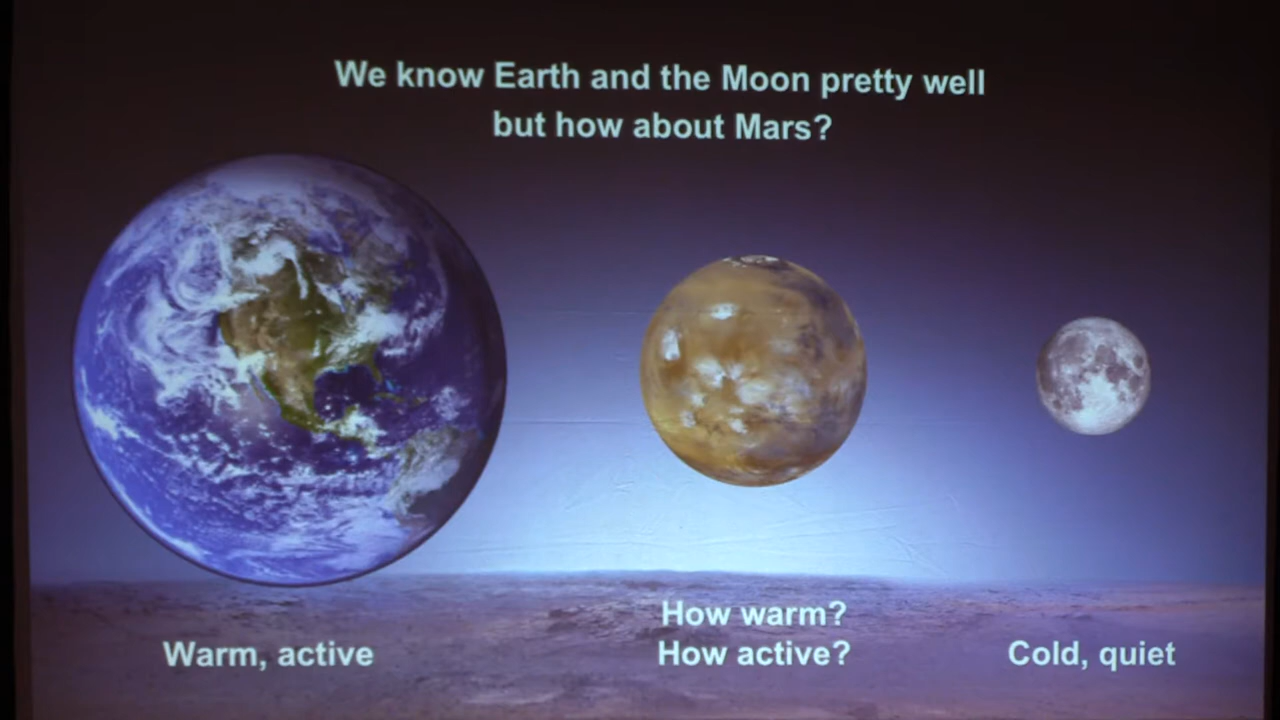 We know Earth and the Moon pretty well
but how about Mars?
How warm?
Warm, active
How active?
Cold, quiet